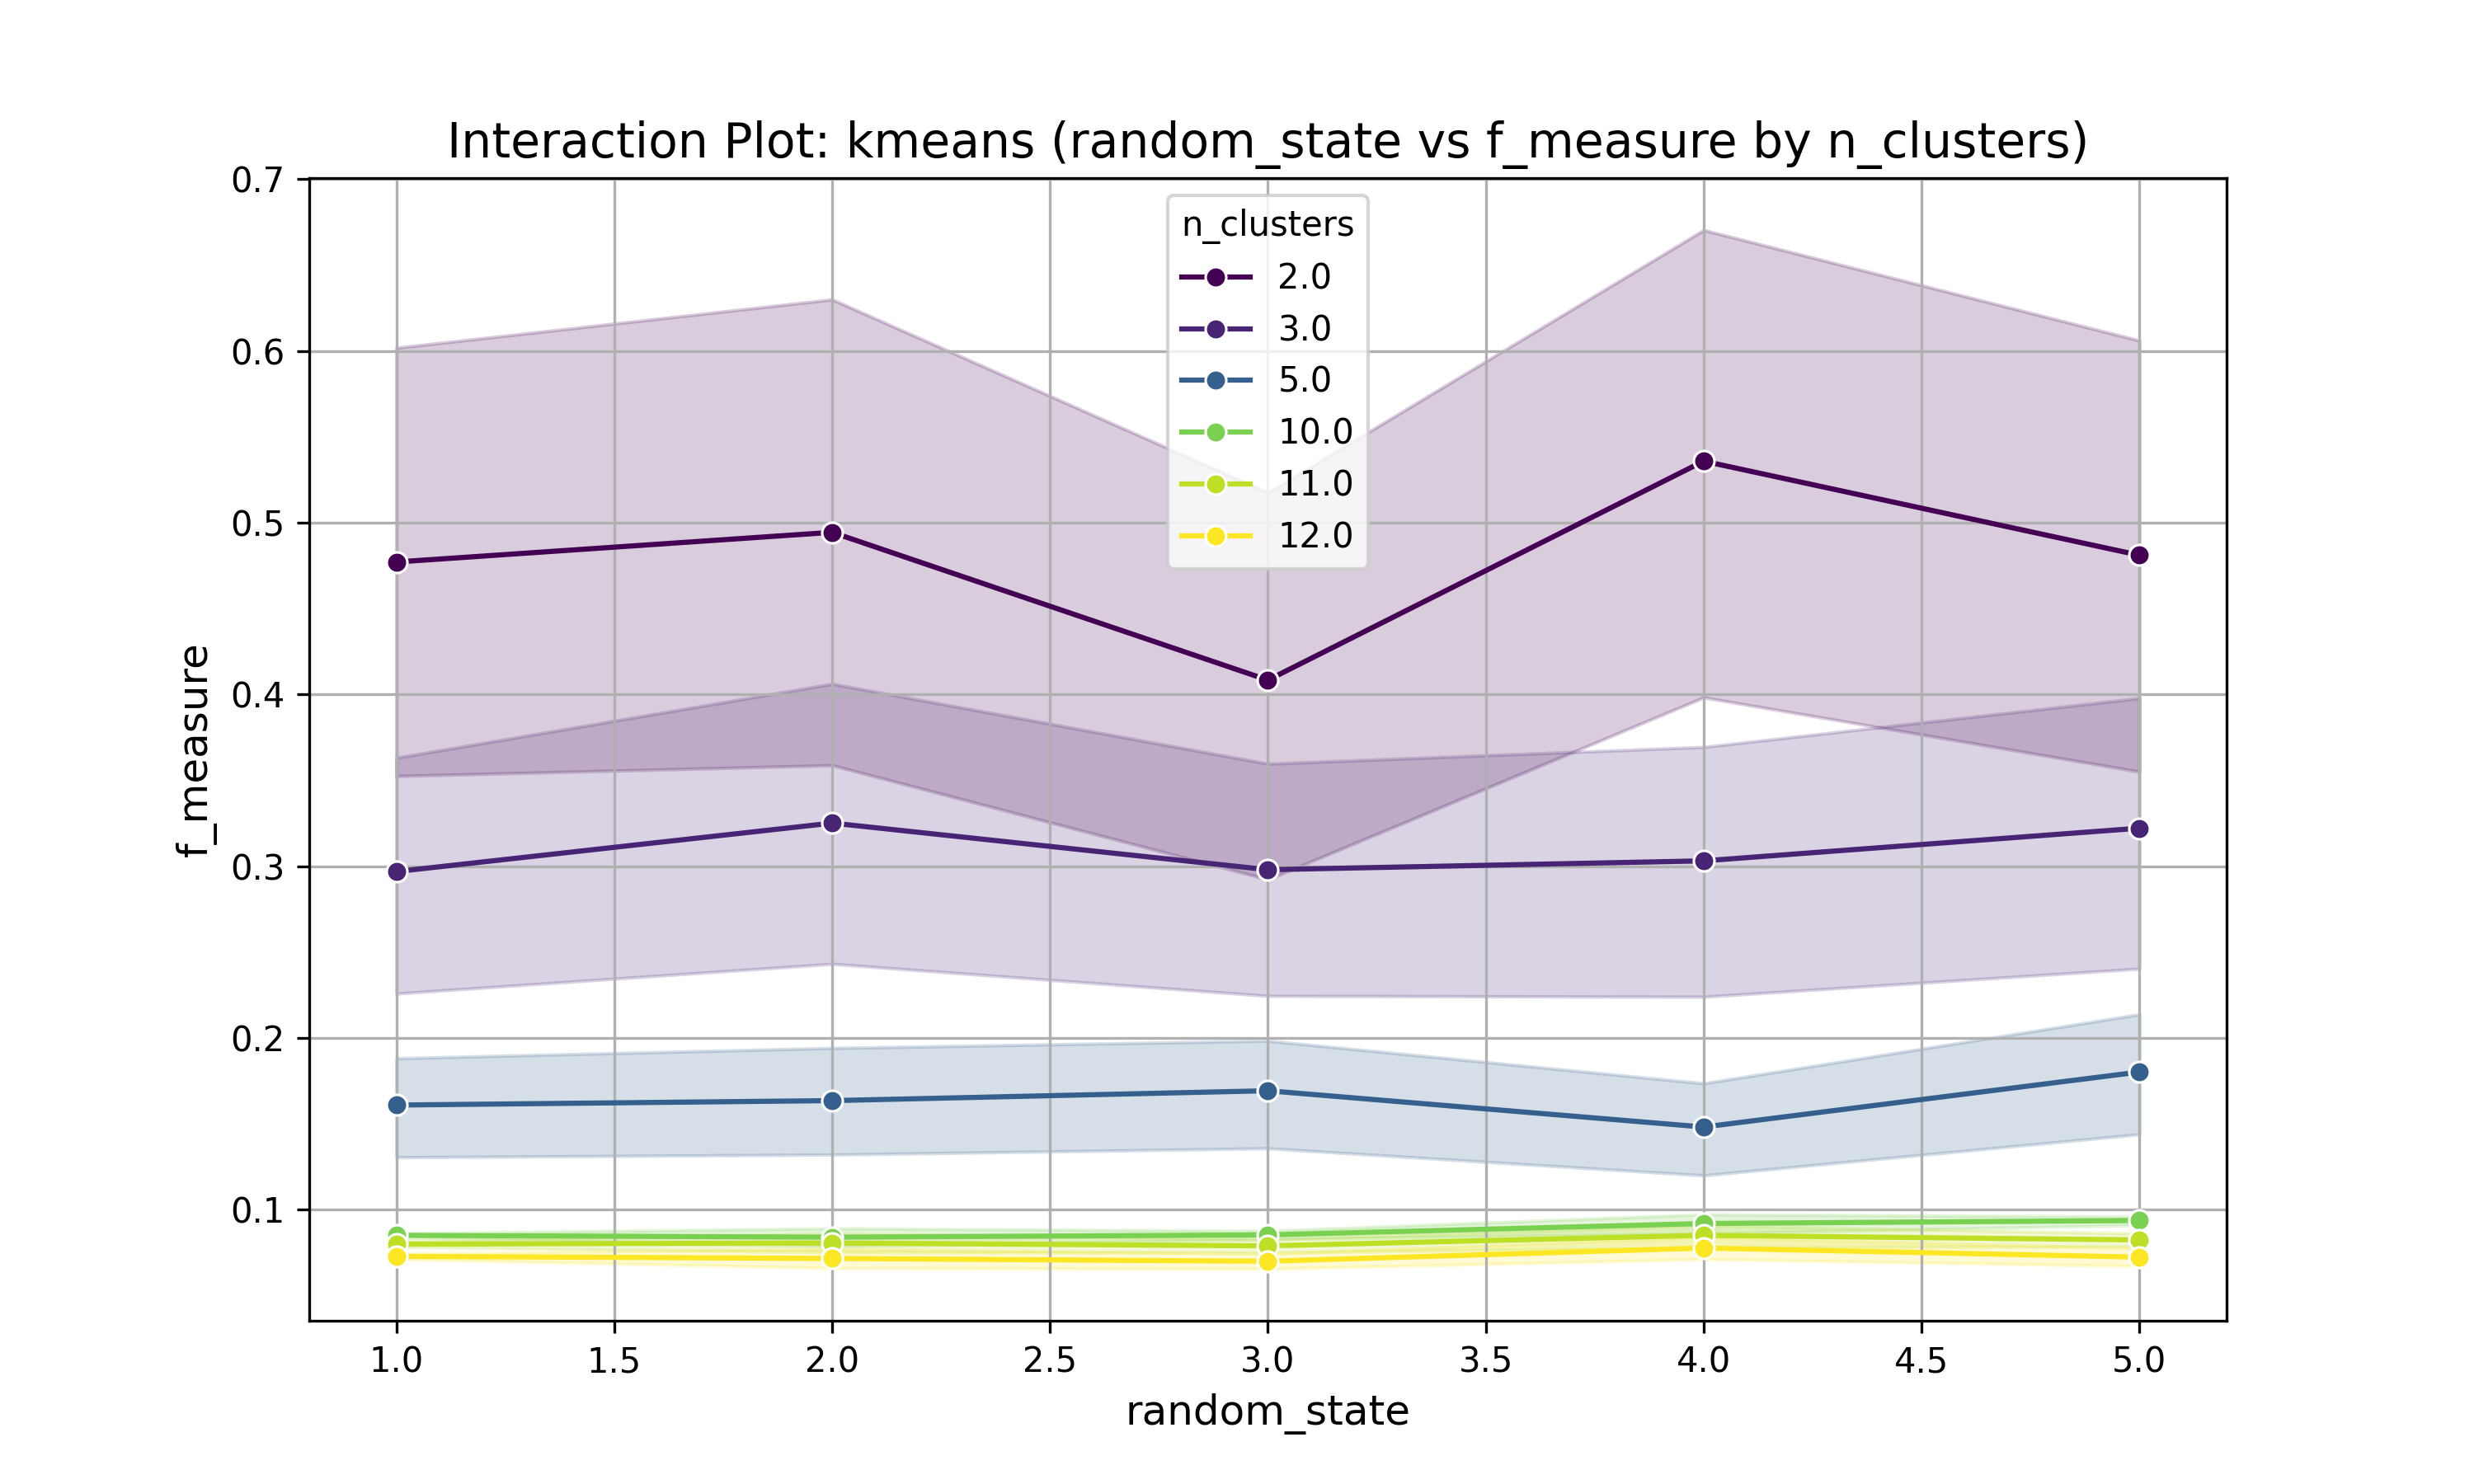 Interaction Plot: kmeans (random_state vs f_measure by n_clusters)
n_clusters
2.0
3.0
5.0
10.0
11.0
12.0
f_measure
0.7
0.6
0.5
0.4
0.3
0.2
0.1
1.0 1.5 2.0 2.5 3.0 3.5 4.0 4.5 5.0
random_state